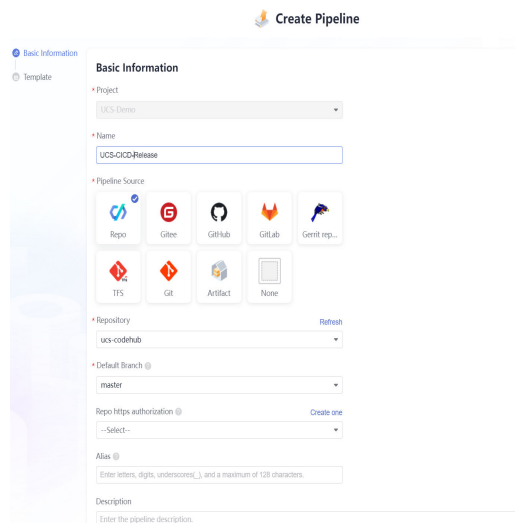 Create Pipeline
Basic Information
Template
Basic Information
* Project
UCS-Demo
* Name
UCS-CICD-Release
* Pipeline Source
Repo
Gitee
GitHub
GitLab
Gerrit rep...
TFS
Git
Artifact
None
* Repository
Refresh
ucs-codehub
* Default Branch
master
Repo https authorization
Create one
--Select--
Alias
Enter letters, digits, underscores(_), and a maximum of 128 characters
Description
Enter the pipeline description.